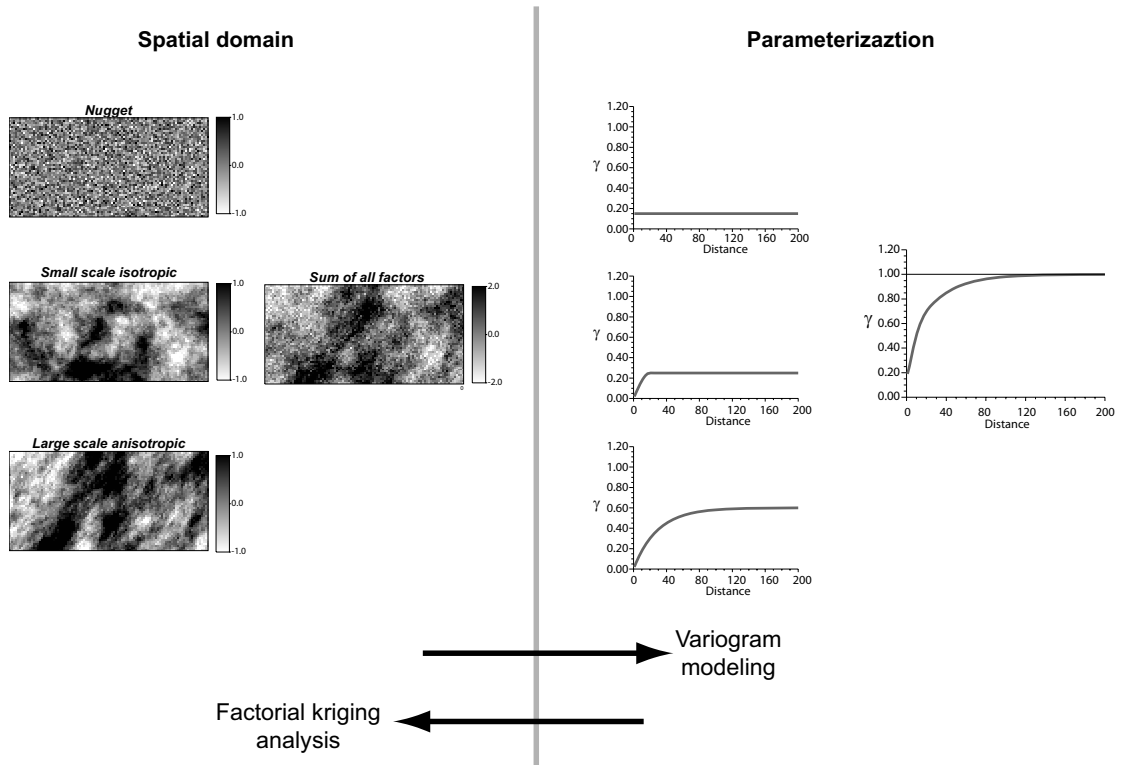 Spatial domain
Parameterizaztion
Nugget
1.0
0.0
-1.0
Small scale isotropic
1.0
0.0
-1.0
Sum of all factors
2.0
0.0
-2.0
0
Large scale anisotropic
1.0
0.0
-1.0
1.20
1.00
0.80
γ
0.60
0.40
0.20
0.00
0 40 80 120 160 200
Distance
1.20
1.00
0.80
γ
0.60
0.40
0.20
0.00
0 40 80 120 160 200
Distance
1.20
1.00
0.80
γ
0.60
0.40
0.20
0.00
0 40 80 120 160 200
Distance
1.20
1.00
0.80
γ
0.60
0.40
0.20
0.00
0 40 80 120 160 200
Distance
Variogram
modeling
Factorial kriging
analysis